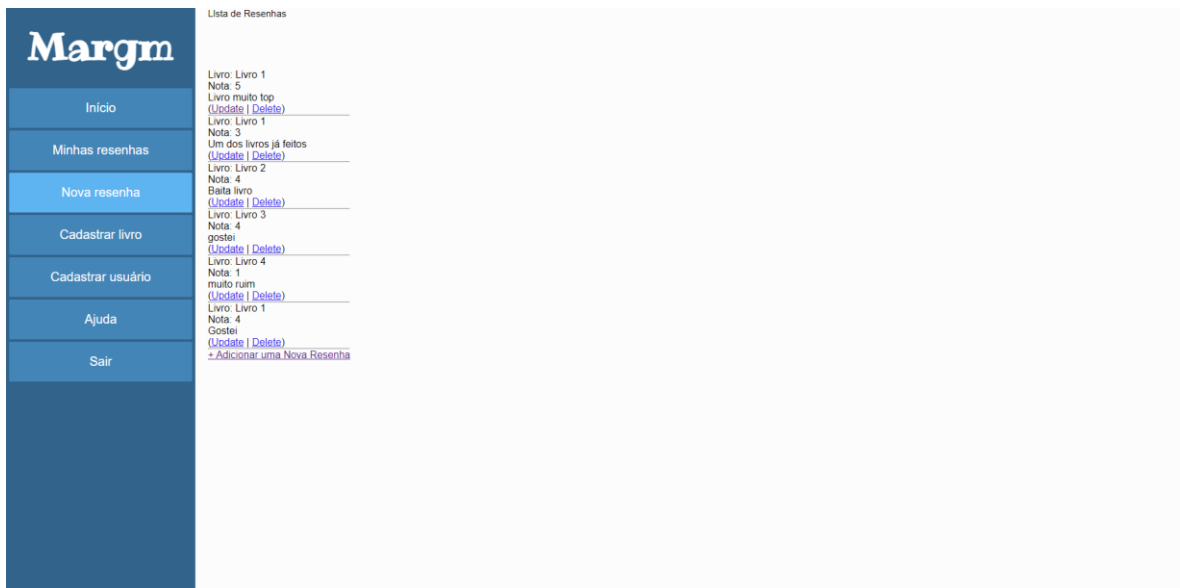 Margm
Início
Minhas resenhas
Nova resenha
Cadastrar livro
Cadastrar usuário
Ajuda
Sair
LIsta de Resenhas
Livro: Livro 1
Nota: 5
Livro muito top
(Update | Delete)
Livro: Livro 1
Nota: 3
Um dos livros já feitos
(Update | Delete)
Livro: Livro 2
Nota: 4
Baita livro
(Update | Delete)
Livro: Livro 3
Nota: 4
gostei
(Update | Delete)
Livro: Livro 4
Nota: 1
muito ruim
(Update | Delete)
Livro: Livro 1
Nota: 4
Gostei
(Update | Delete)
+ Adicionar uma Nova Resenha